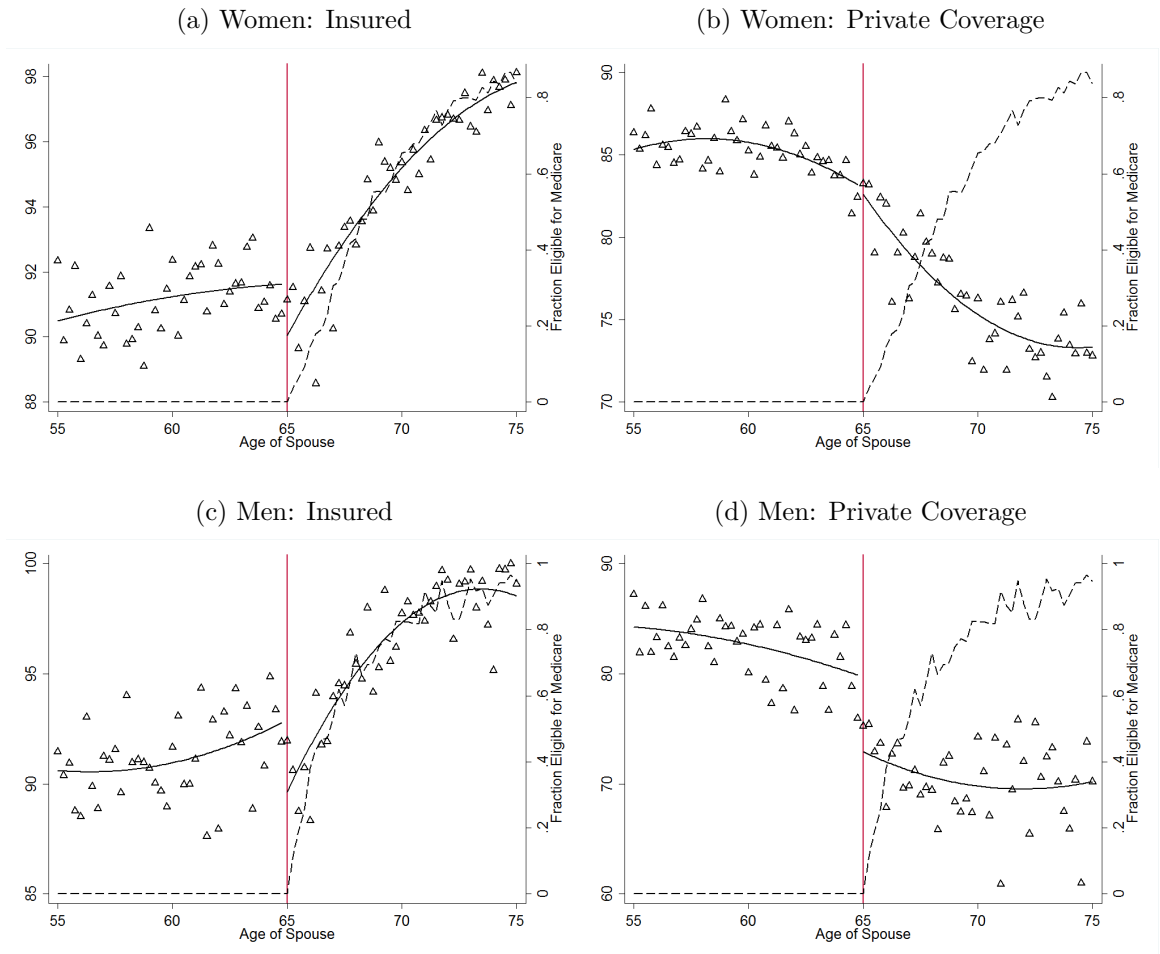 (a) Women: Insured
98
96
94
92
90
88
.8
.6
.4
.2
0
Fraction Eligible for Medicare
55 60 65 70 75
Age of Spouse
(b) Women: Private Coverage
90
85
80
75
70
.8
.6
.4
.2
0
Fraction Eligible for Medicare
55 60 65 70 75
Age of Spouse
(c) Men: Insured
100
95
90
85
1
.8
.6
.4
.2
0
Fraction Eligible for Medicare
55 60 65 70 75
Age of Spouse
(d) Men: Private Coverage
90
80
70
60
1
.8
.6
.4
.2
0
Fraction Eligible for Medicare
55 60 65 70 75
Age of Spouse